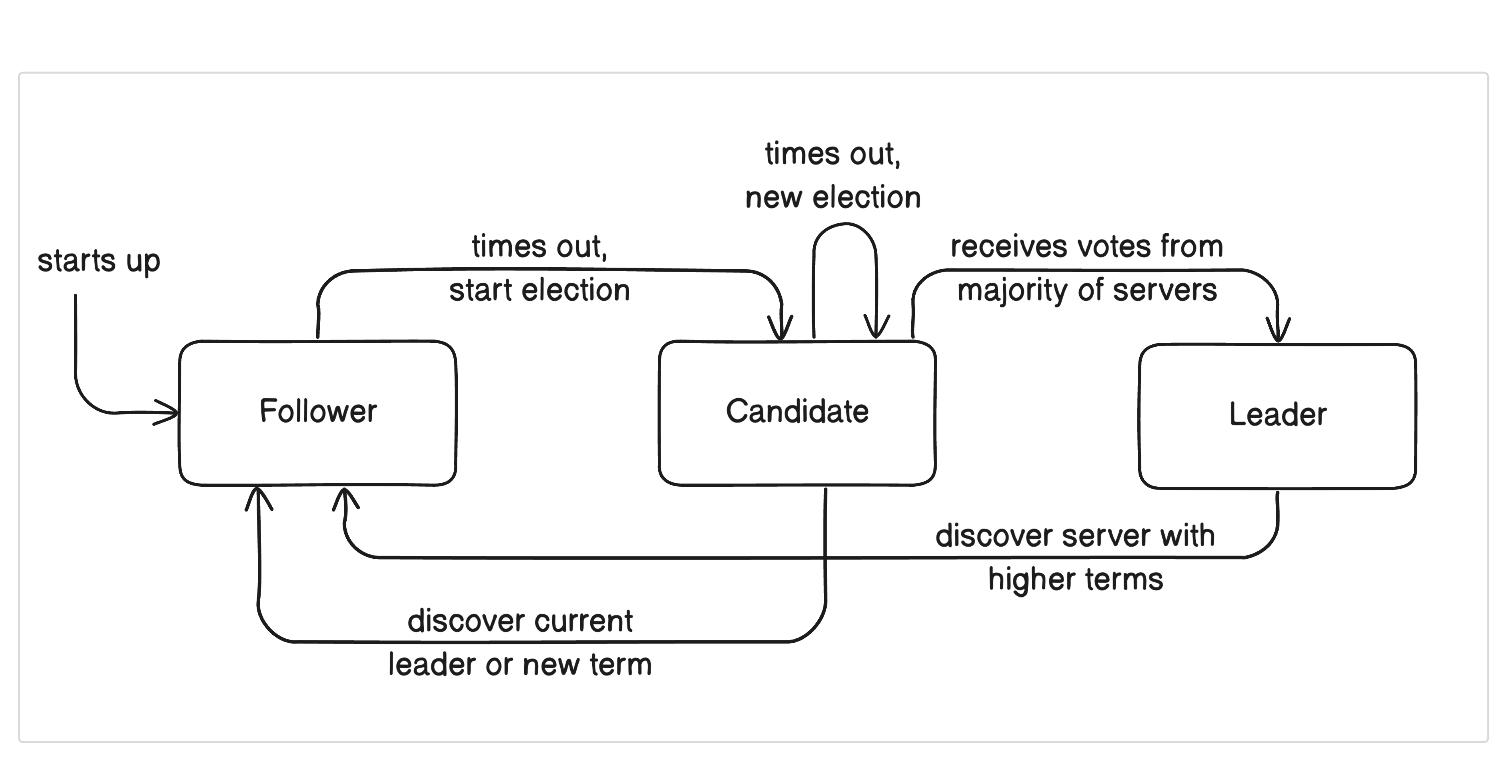 times out,
new election
starts up
times out,
start election
receives votes from
majority of servers
Follower
Candidate
Leader
discover server with
higher terms
discover current
leader or new term